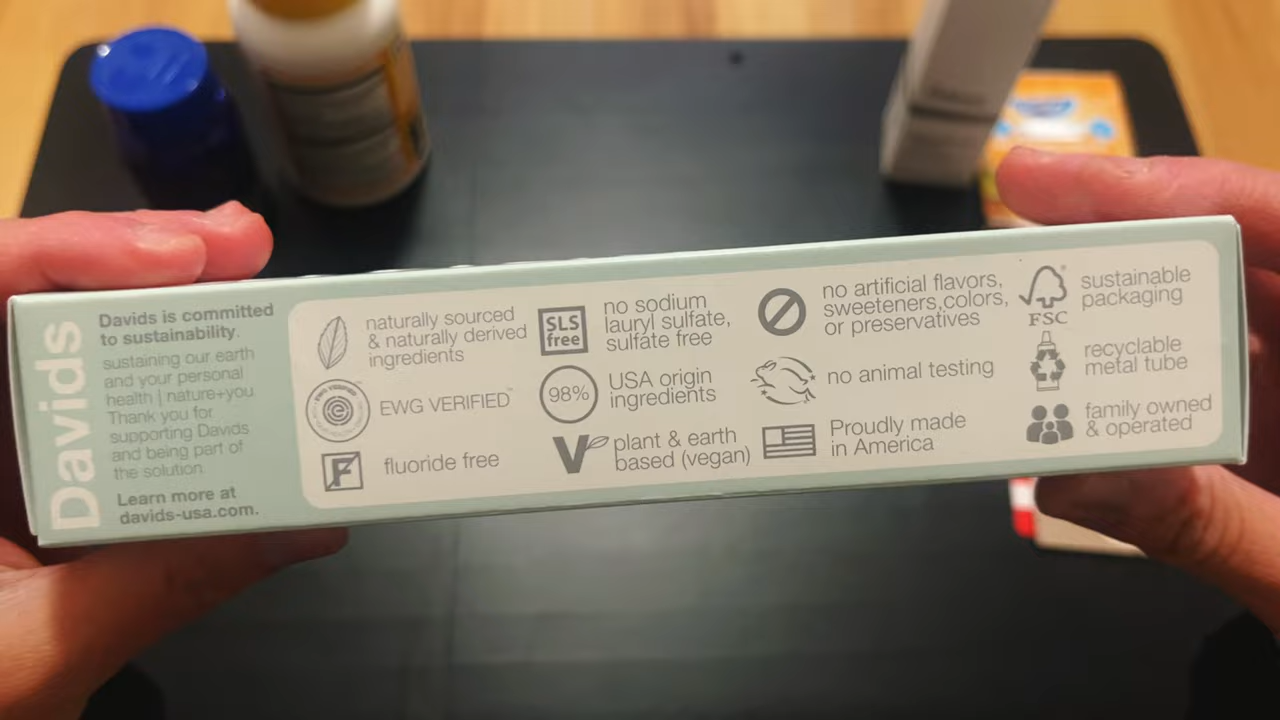 Davids
Davids is committed
to sustainability.
sustaining our earth
and your personal
health | nature+you
Thank you for
supporting Davids
and being part of
the solution.
Learn more at
davids-usa.com.
naturally sourced
& naturally derived
ingredients
EWG VERIFIED
EWG VERIFIED™
F
fluoride free
SLS
free
no sodium
lauryl sulfate,
sulfate free
98%
USA origin
ingredients
V
plant & earth
based (vegan)
no artificial flavors,
sweeteners,colors,
or preservatives
no animal testing
Proudly made
in America
FSC
®
sustainable
packaging
recyclable
metal tube
family owned
& operated